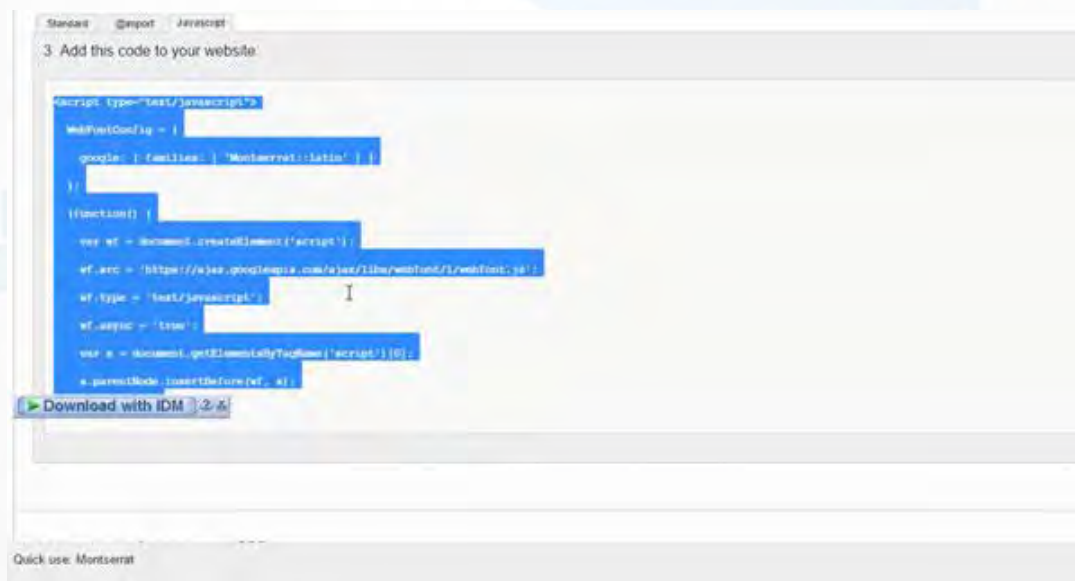 Standard @import Javascript
3. Add this code to your website:
<script type="text/javascript">
WebFontConfig = {
google: { families: [ 'Montserrat::latin' ] }
};
(function() {
var wf = document.createElement('script');
wf.src = 'https://ajax.googleapis.com/ajax/libs/webfont/1/webfont.js';
wf.type = 'text/javascript';
wf.async = 'true';
var s = document.getElementsByTagName('script')[0];
s.parentNode.insertBefore(wf, s);
Download with IDM
Quick use: Montserrat